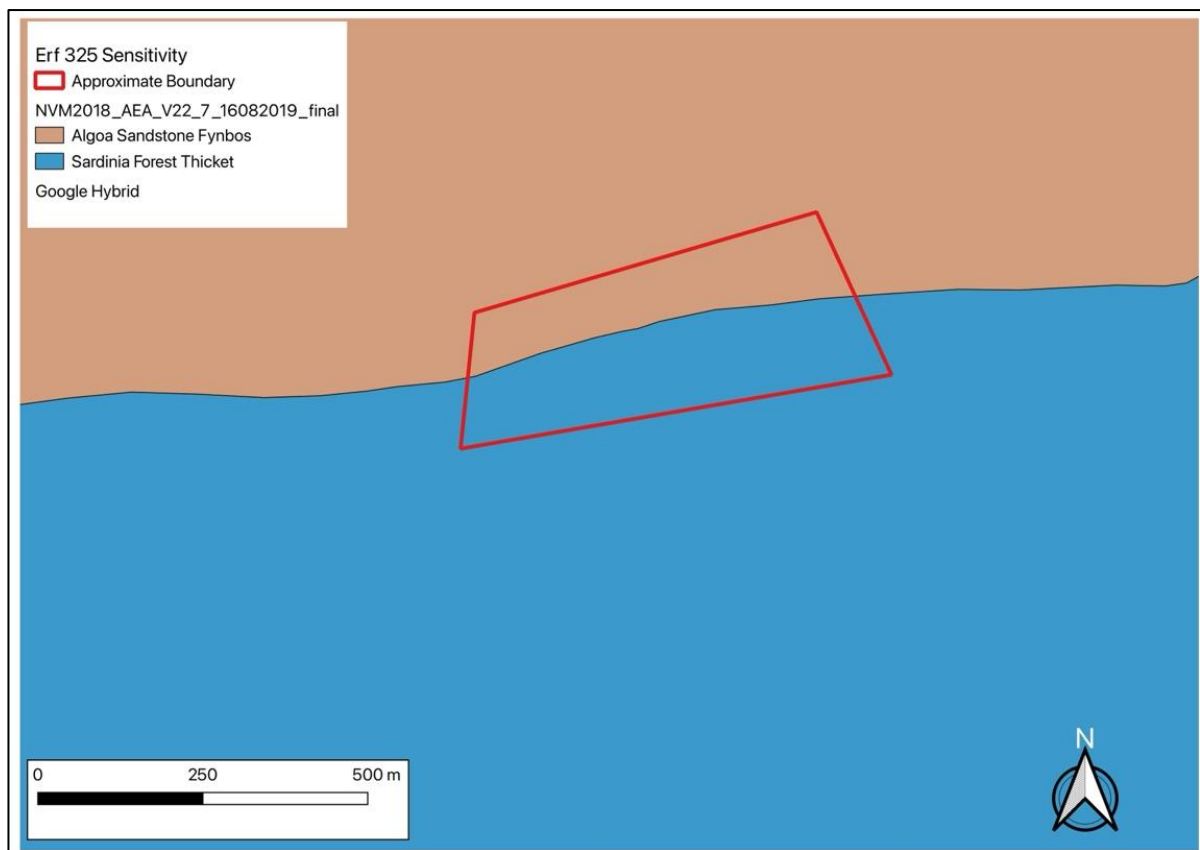 Erf 325 Sensitivity
Approximate Boundary
NVM2018_AEA_V22_7_16082019_final
Algoa Sandstone Fynbos
Sardinia Forest Thicket
Google Hybrid
0 250 500 m
N